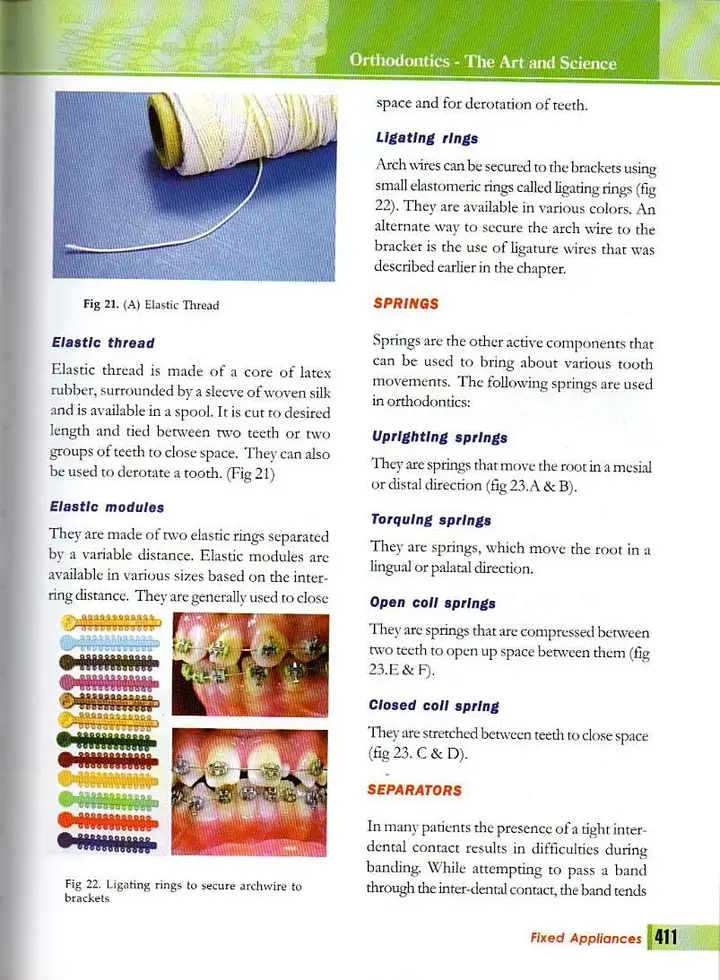 Orthodontics - The Art and Science
Fig 21. (A) Elastic Thread
Elastic thread
Elastic thread is made of a core of latex
rubber, surrounded by a sleeve of woven silk
and is available in a spool. It is cut to desired
length and tied between two teeth or two
groups of teeth to close space. They can also
be used to derotate a tooth. (Fig 21)
Elastic modules
They are made of two elastic rings separated
by a variable distance. Elastic modules are
available in various sizes based on the inter-
ring distance. They are generally used to close
Fig 22. Ligating rings to secure archwire to
brackets
space and for derotation of teeth.
Ligating rings
Arch wires can be secured to the brackets using
small elastomeric rings called ligating rings (fig
22). They are available in various colors. An
alternate way to secure the arch wire to the
bracket is the use of ligature wires that was
described earlier in the chapter.
SPRINGS
Springs are the other active components that
can be used to bring about various tooth
movements. The following springs are used
in orthodontics:
Uprighting springs
They are springs that move the root in a mesial
or distal direction (fig 23.A & B).
Torquing springs
They are springs, which move the root in a
lingual or palatal direction.
Open coil springs
They are springs that are compressed between
two teeth to open up space between them (fig
23.E & F).
Closed coil spring
They are stretched between teeth to close space
(fig 23. C & D).
SEPARATORS
In many patients the presence of a tight inter-
dental contact results in difficulties during
banding. While attempting to pass a band
through the inter-dental contact, the band tends
Fixed Appliances 411